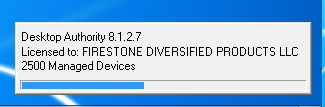 Desktop Authority 8.1.2.7
Licensed to: FIRESTONE DIVERSIFIED PRODUCTS LLC
2500 Managed Devices